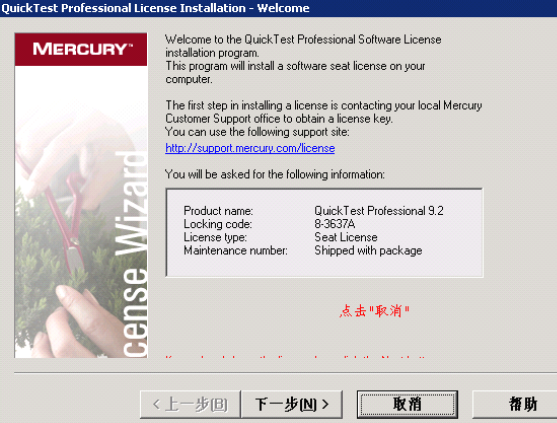 QuickTest Professional License Installation - Welcome
MERCURY™
cense Wizard
Welcome to the QuickTest Professional Software License
installation program.
This program will install a software seat license on your
computer.
The first step in installing a license is contacting your local Mercury
Customer Support office to obtain a license key.
You can use the following support site:
http://support.mercury.com/license
You will be asked for the following information:
Product name: QuickTest Professional 9.2
Locking code: 8-3637A
License type: Seat License
Maintenance number: Shipped with package
点击"取消"
<上一步(B) 下一步(N)> 取消 帮助